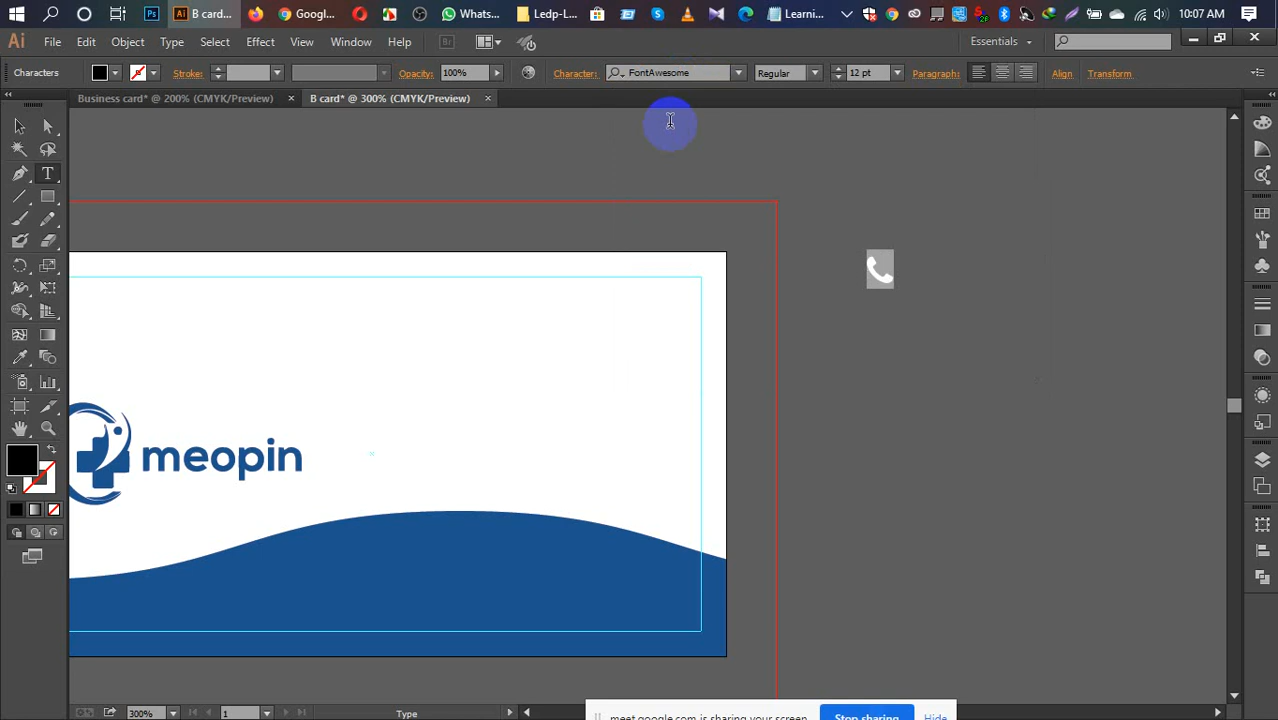 B card...
Googl...
Whats...
Ledp-L...
Learni...
10:07 AM
Ai File Edit Object Type Select Effect View Window Help Br Essentials
Characters Stroke: Opacity: 100% Character: FontAwesome Regular 12 pt Paragraph: Align Transform
Business card* @ 200% (CMYK/Preview) B card* @ 300% (CMYK/Preview)
meopin
300% 1 Type
meet.google.com is sharing your screen. Stop sharing Hide